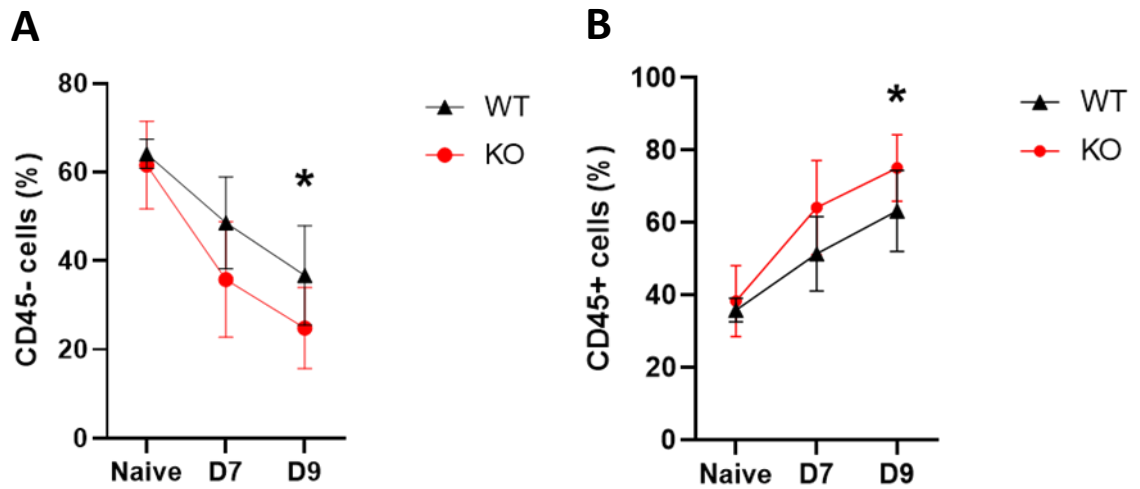 A
CD45- cells (%)
80
60
40
20
0
Naive D7 D9
*
WT
KO
B
CD45+ cells (%)
100
80
60
40
20
0
Naive D7 D9
*
WT
KO